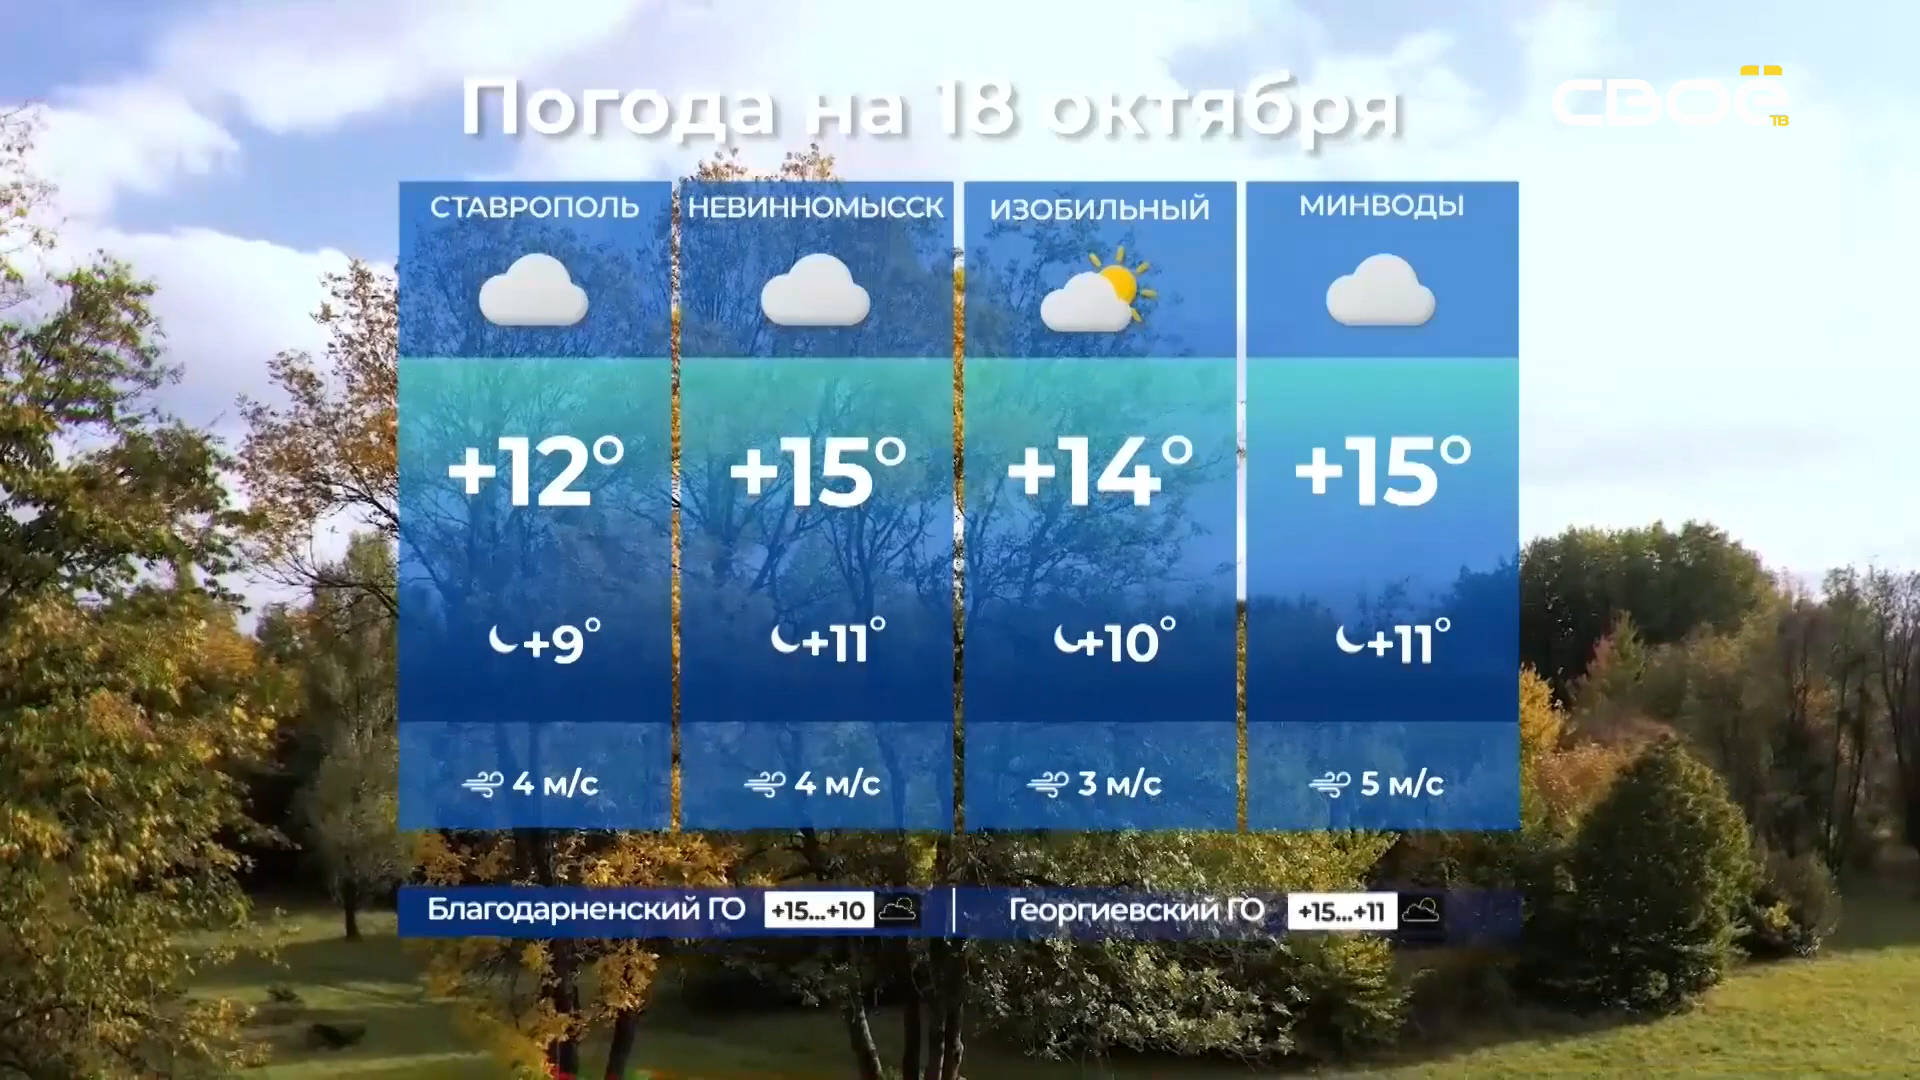 Погода на 18 октября
СВОЁ
ТВ
СТАВРОПОЛЬ
НЕВИННОМЫССК
ИЗОБИЛЬНЫЙ
МИНВОДЫ
+12°
+15°
+14°
+15°
+9°
+11°
+10°
+11°
4 м/с
4 м/с
3 м/с
5 м/с
Благодарненский ГО +15...+10
Георгиевский ГО +15...+11